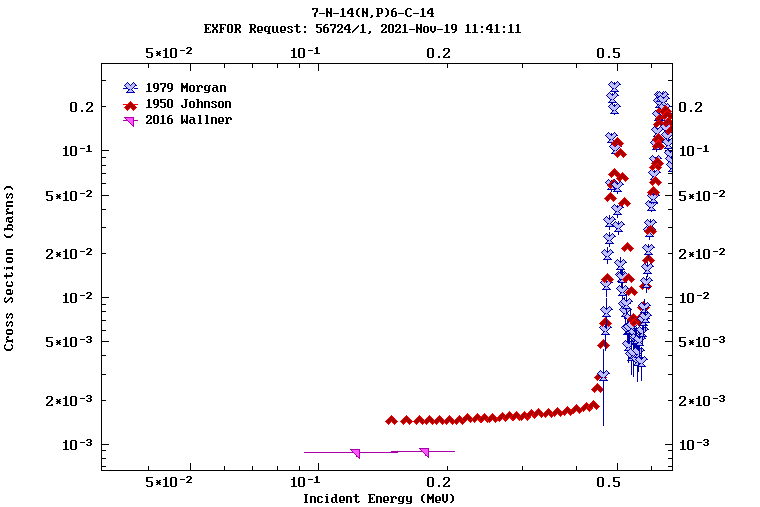 7-N-14(N,P)6-C-14
EXFOR Request: 56724/1, 2021-Nov-19 11:41:11
5*10-2 10-1 0.2 0.5
1979 Morgan
1950 Johnson
2016 Wallner
0.2 0.2
10-1 10-1
5*10-2 5*10-2
2*10-2 2*10-2
10-2 10-2
5*10-3 5*10-3
2*10-3 2*10-3
10-3 10-3
Cross Section (barns)
5*10-2 10-1 0.2 0.5
Incident Energy (MeV)